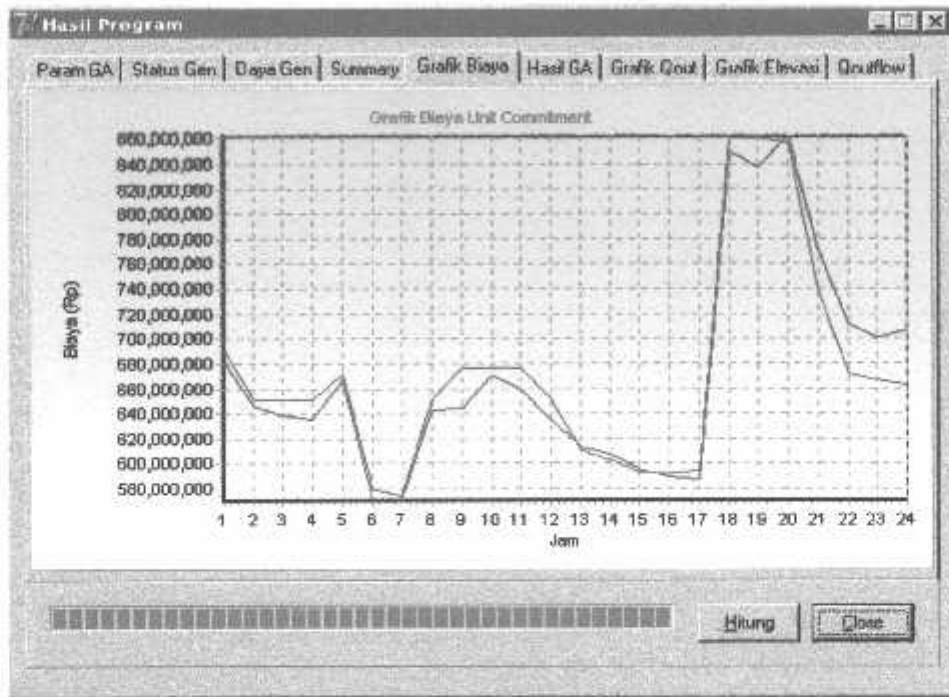 Hasil Program
Param GA Status Gen Daya Gen Summary Grafik Biaya Hasil GA Grafik Qout Grafik Elevasi Qoutflow
Grafik Biaya Unit Commitment
860,000,000
840,000,000
820,000,000
800,000,000
780,000,000
760,000,000
740,000,000
720,000,000
700,000,000
680,000,000
660,000,000
640,000,000
620,000,000
600,000,000
580,000,000
Biaya (Rp)
1 2 3 4 5 6 7 8 9 10 11 12 13 14 15 16 17 18 19 20 21 22 23 24
Jam
Hitung Close